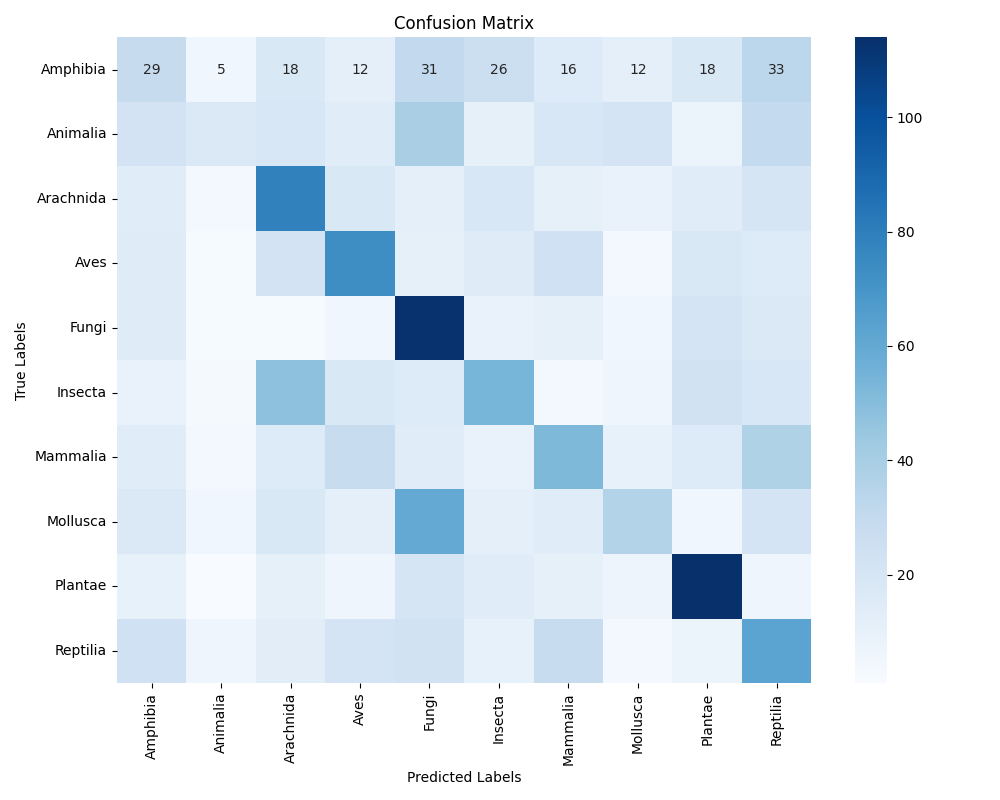 Confusion Matrix
True Labels
Amphibia 29 5 18 12 31 26 16 12 18 33
Animalia
Arachnida
Aves
Fungi
Insecta
Mammalia
Mollusca
Plantae
Reptilia
Amphibia Animalia Arachnida Aves Fungi Insecta Mammalia Mollusca Plantae Reptilia
Predicted Labels
100
80
60
40
20